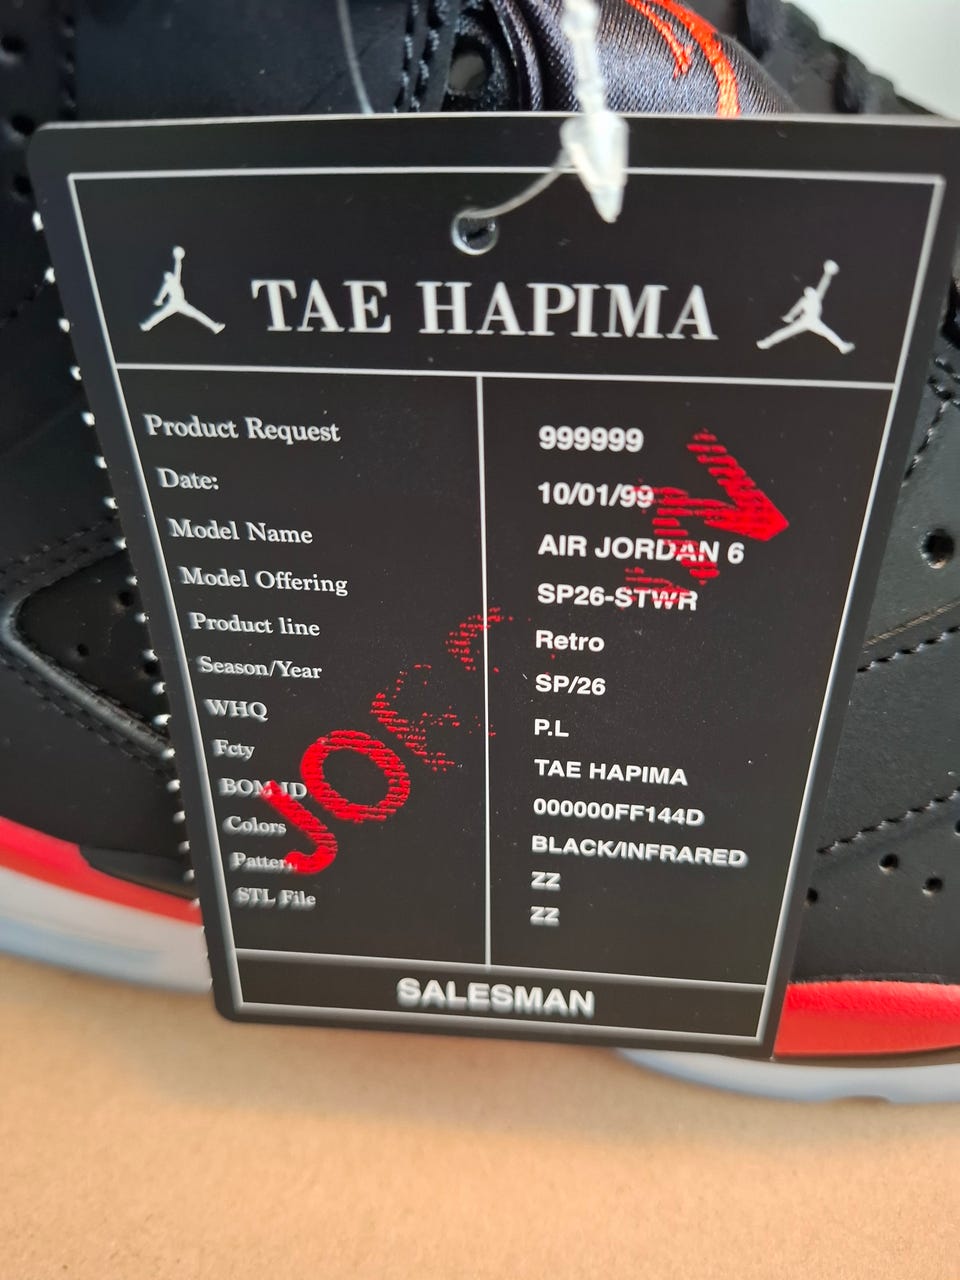 TAE HAPIMA
Product Request 999999
Date: 10/01/99
Model Name AIR JORDAN 6
Model Offering SP26-STWR
Product line Retro
Season/Year SP/26
WHQ P.L
Fcty TAE HAPIMA
BOM ID 000000FF144D
Colors BLACK/INFRARED
Pattern ZZ
STL File ZZ
SALESMAN